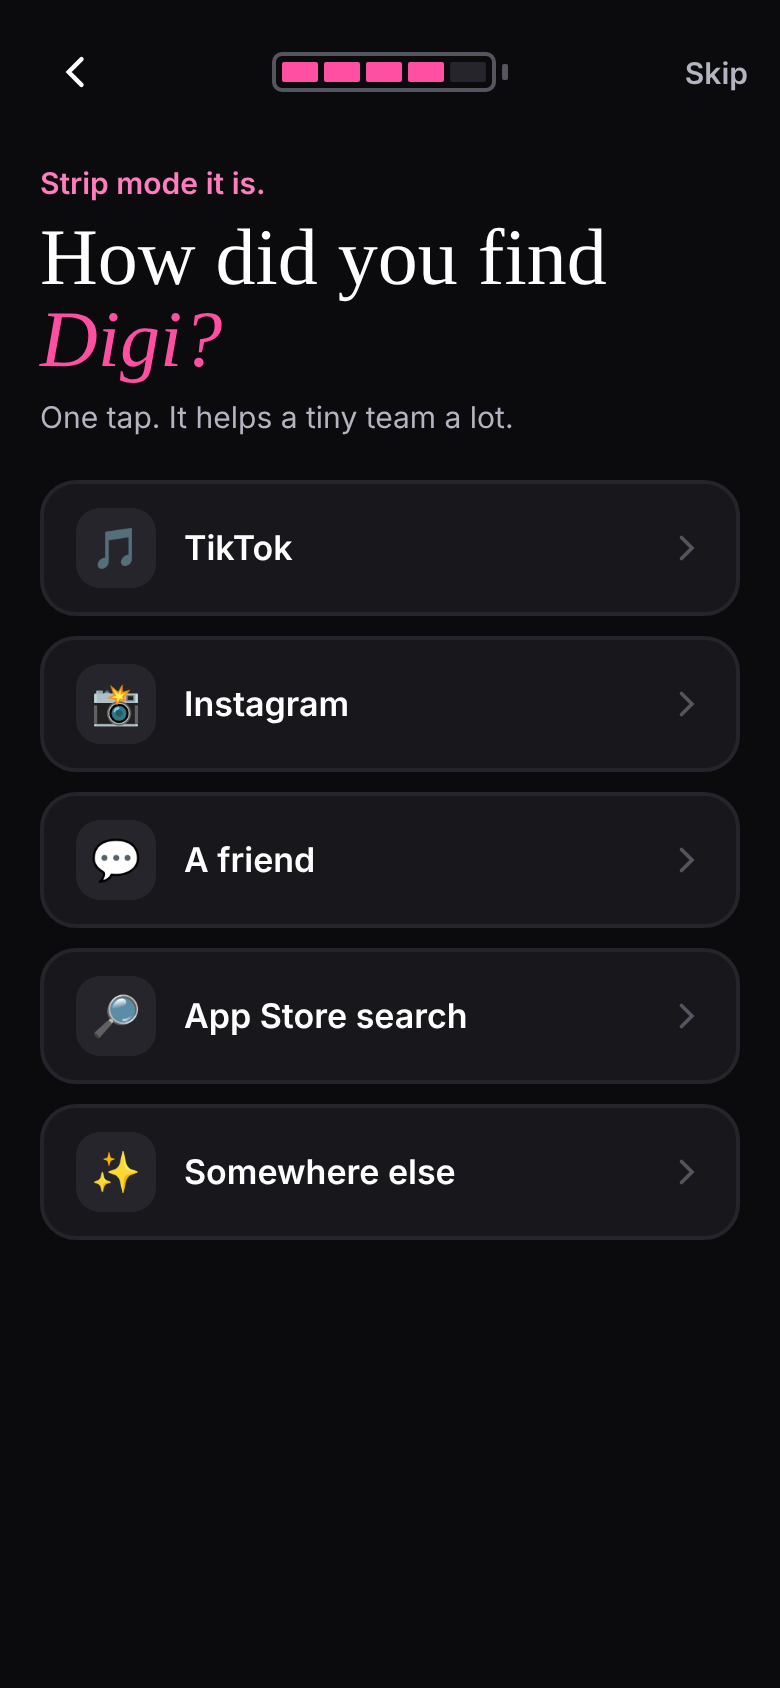 Skip
Strip mode it is.
How did you find
Digi?
One tap. It helps a tiny team a lot.
TikTok
Instagram
A friend
App Store search
Somewhere else